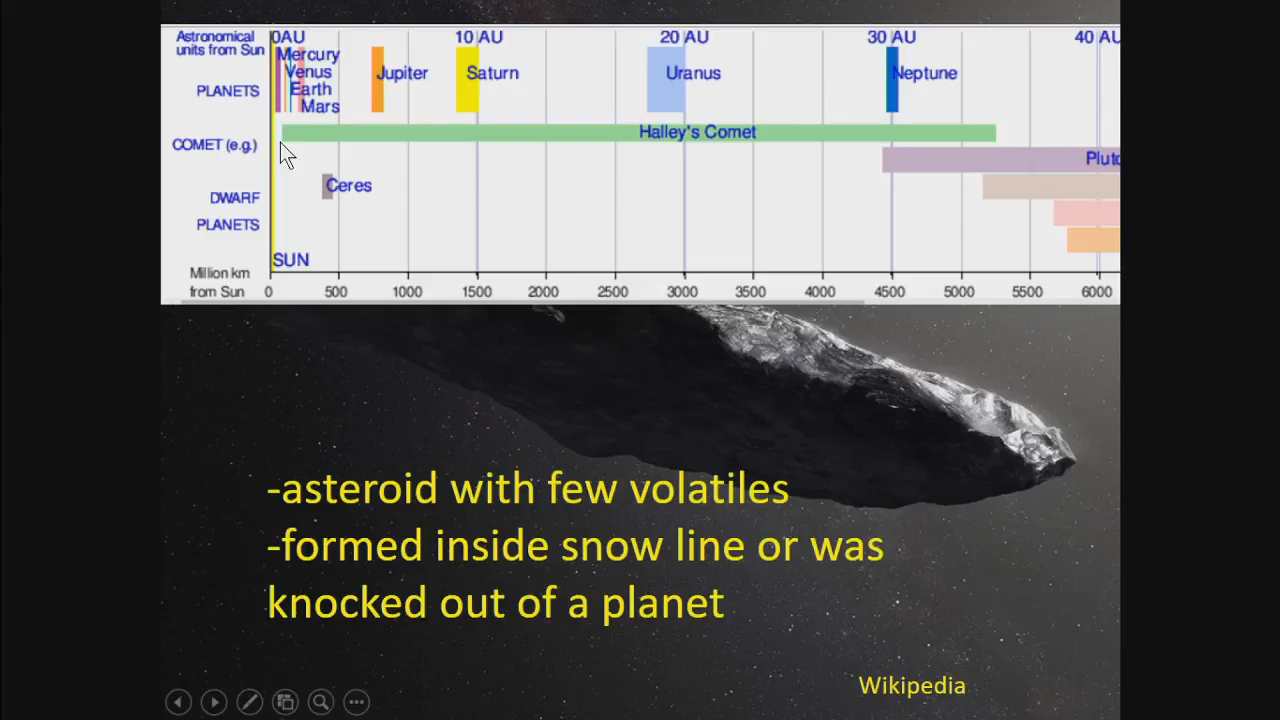 Astronomical 0AU 10 AU 20 AU 30 AU 40 AU
units from Sun
Mercury
Venus
Earth
Mars
Jupiter Saturn Uranus Neptune
PLANETS
Halley's Comet
COMET (e.g.)
Pluto
Ceres
DWARF
PLANETS
SUN
Million km
from Sun 0 500 1000 1500 2000 2500 3000 3500 4000 4500 5000 5500 6000
-asteroid with few volatiles
-formed inside snow line or was
knocked out of a planet
Wikipedia